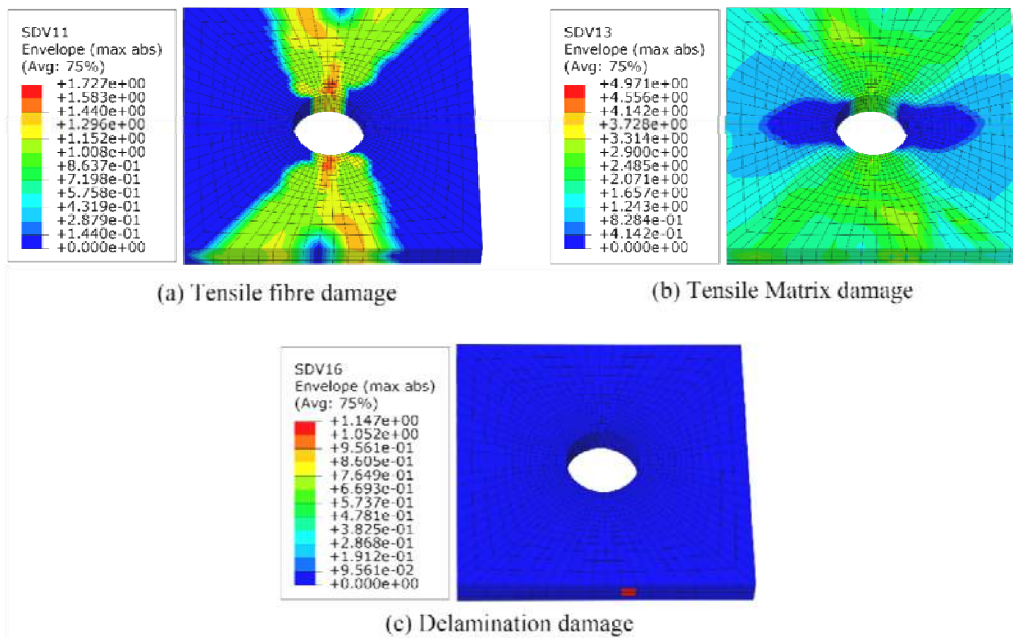 SDV11
Envelope (max abs)
(Avg: 75%)
+1.727e+00
+1.583e+00
+1.440e+00
+1.296e+00
+1.152e+00
+1.008e+00
+8.637e-01
+7.198e-01
+5.758e-01
+4.319e-01
+2.879e-01
+1.440e-01
+0.000e+00
(a) Tensile fibre damage
SDV13
Envelope (max abs)
(Avg: 75%)
+4.971e+00
+4.556e+00
+4.142e+00
+3.728e+00
+3.314e+00
+2.900e+00
+2.485e+00
+2.071e+00
+1.657e+00
+1.243e+00
+8.284e-01
+4.142e-01
+0.000e+00
(b) Tensile Matrix damage
SDV16
Envelope (max abs)
(Avg: 75%)
+1.147e+00
+1.052e+00
+9.561e-01
+8.605e-01
+7.649e-01
+6.693e-01
+5.737e-01
+4.781e-01
+3.825e-01
+2.868e-01
+1.912e-01
+9.561e-02
+0.000e+00
(c) Delamination damage